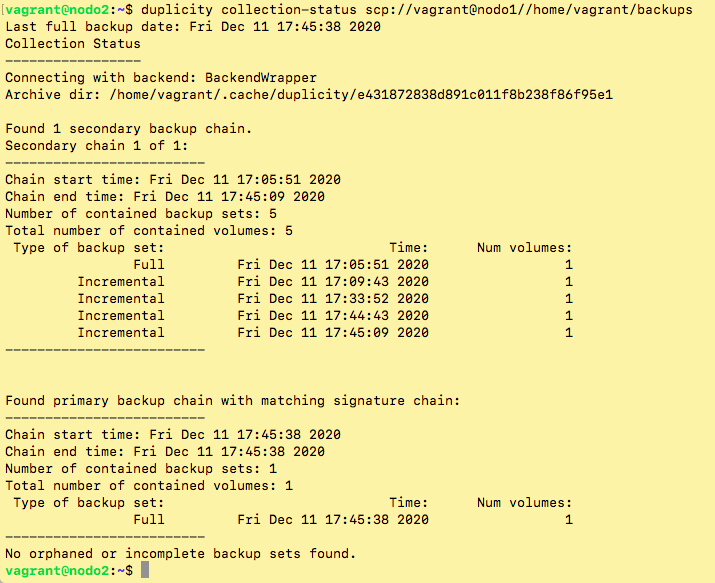 [vagrant@nodo2:~$ duplicity collection-status scp://vagrant@nodo1//home/vagrant/backups
Last full backup date: Fri Dec 11 17:45:38 2020
Collection Status
-----------------
Connecting with backend: BackendWrapper
Archive dir: /home/vagrant/.cache/duplicity/e431872838d891c011f8b238f86f95e1
Found 1 secondary backup chain.
Secondary chain 1 of 1:
-------------------------
Chain start time: Fri Dec 11 17:05:51 2020
Chain end time: Fri Dec 11 17:45:09 2020
Number of contained backup sets: 5
Total number of contained volumes: 5
Type of backup set: Time: Num volumes:
Full Fri Dec 11 17:05:51 2020 1
Incremental Fri Dec 11 17:09:43 2020 1
Incremental Fri Dec 11 17:33:52 2020 1
Incremental Fri Dec 11 17:44:43 2020 1
Incremental Fri Dec 11 17:45:09 2020 1
-------------------------
Found primary backup chain with matching signature chain:
-------------------------
Chain start time: Fri Dec 11 17:45:38 2020
Chain end time: Fri Dec 11 17:45:38 2020
Number of contained backup sets: 1
Total number of contained volumes: 1
Type of backup set: Time: Num volumes:
Full Fri Dec 11 17:45:38 2020 1
-------------------------
No orphaned or incomplete backup sets found.
vagrant@nodo2:~$